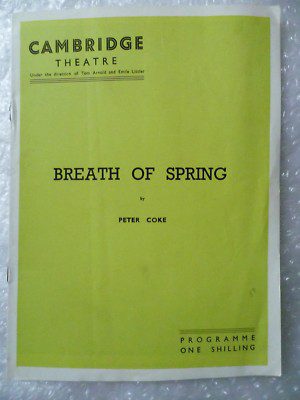 CAMBRIDGE
THEATRE
Under the direction of Tom Arnold and Emile Littler
BREATH OF SPRING
by
PETER COKE
PROGRAMME
ONE SHILLING